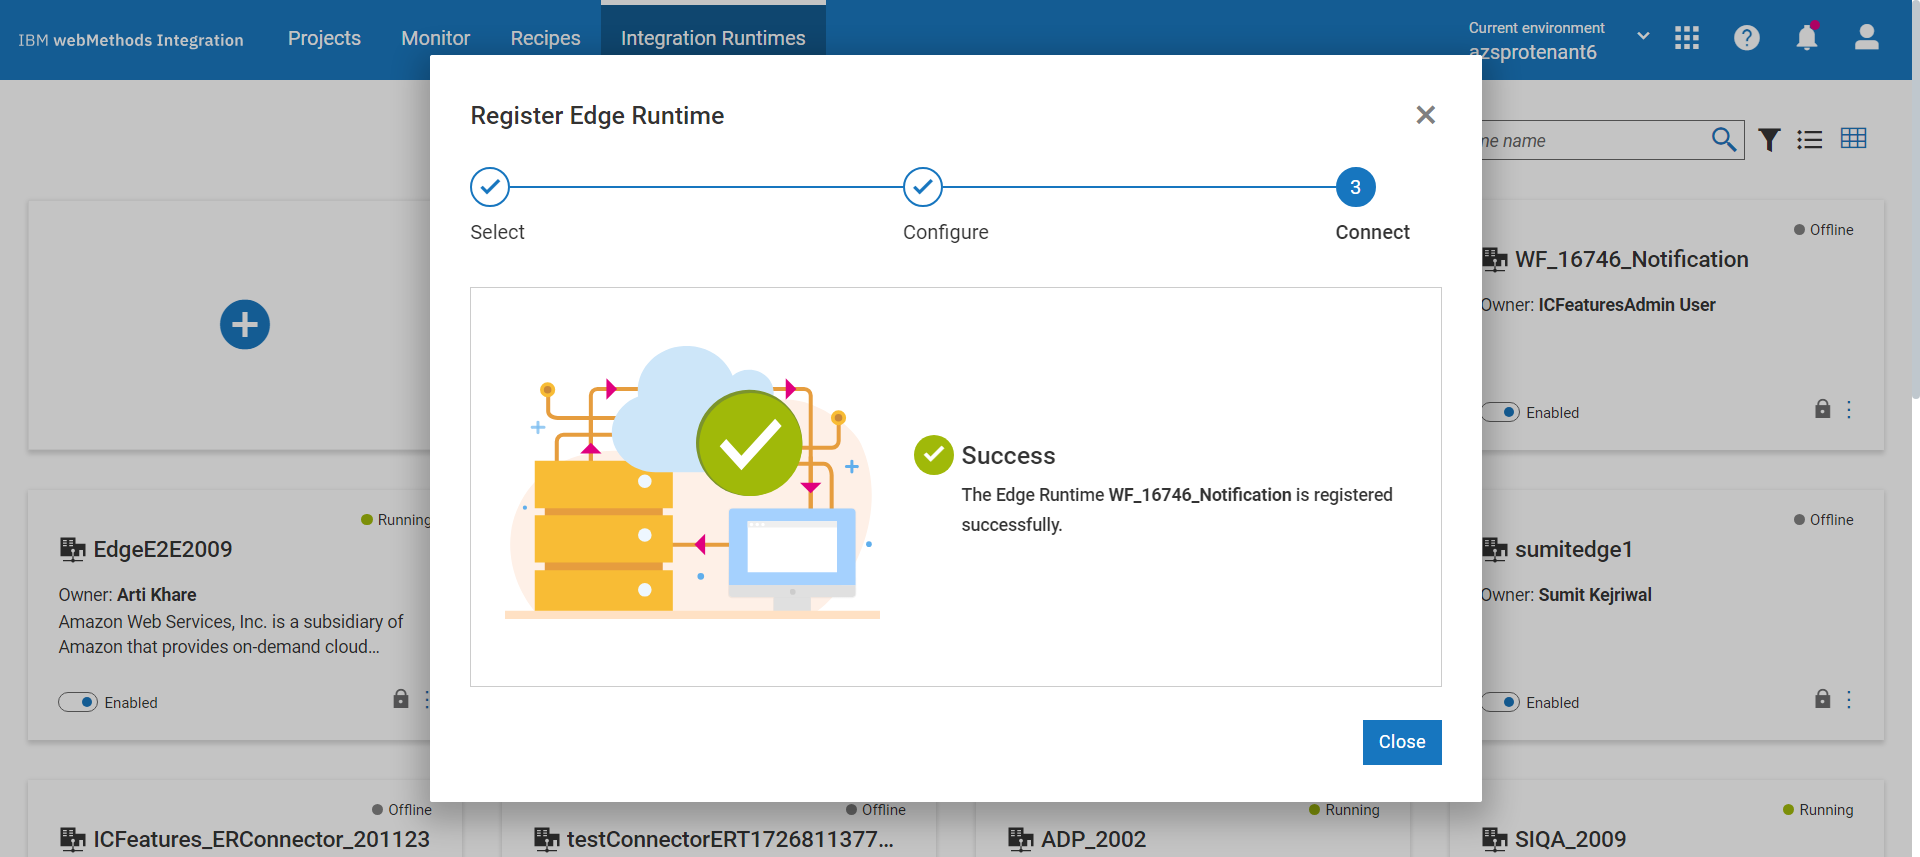 IBM webMethods Integration
Projects
Monitor
Recipes
Integration Runtimes
Current environment
azsprotenant6
Register Edge Runtime
3
Select
Configure
Connect
Success
The Edge Runtime WF_16746_Notification is registered
successfully.
Close
name
Offline
WF_16746_Notification
Owner: ICFeaturesAdmin User
Enabled
Running
EdgeE2E2009
Owner: Arti Khare
Amazon Web Services, Inc. is a subsidiary of
Amazon that provides on-demand cloud...
Enabled
Offline
sumitedge1
Owner: Sumit Kejriwal
Enabled
Offline
ICFeatures_ERConnector_201123
Offline
testConnectorERT1726811377...
Running
ADP_2002
Running
SIQA_2009